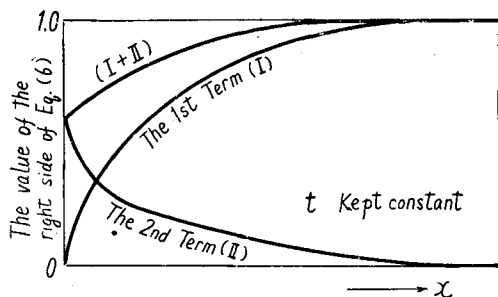 The value of the
right side of Eq. (6)
1.0
0
(I+II)
The 1st Term (I)
The 2nd Term (II)
t Kept constant
x